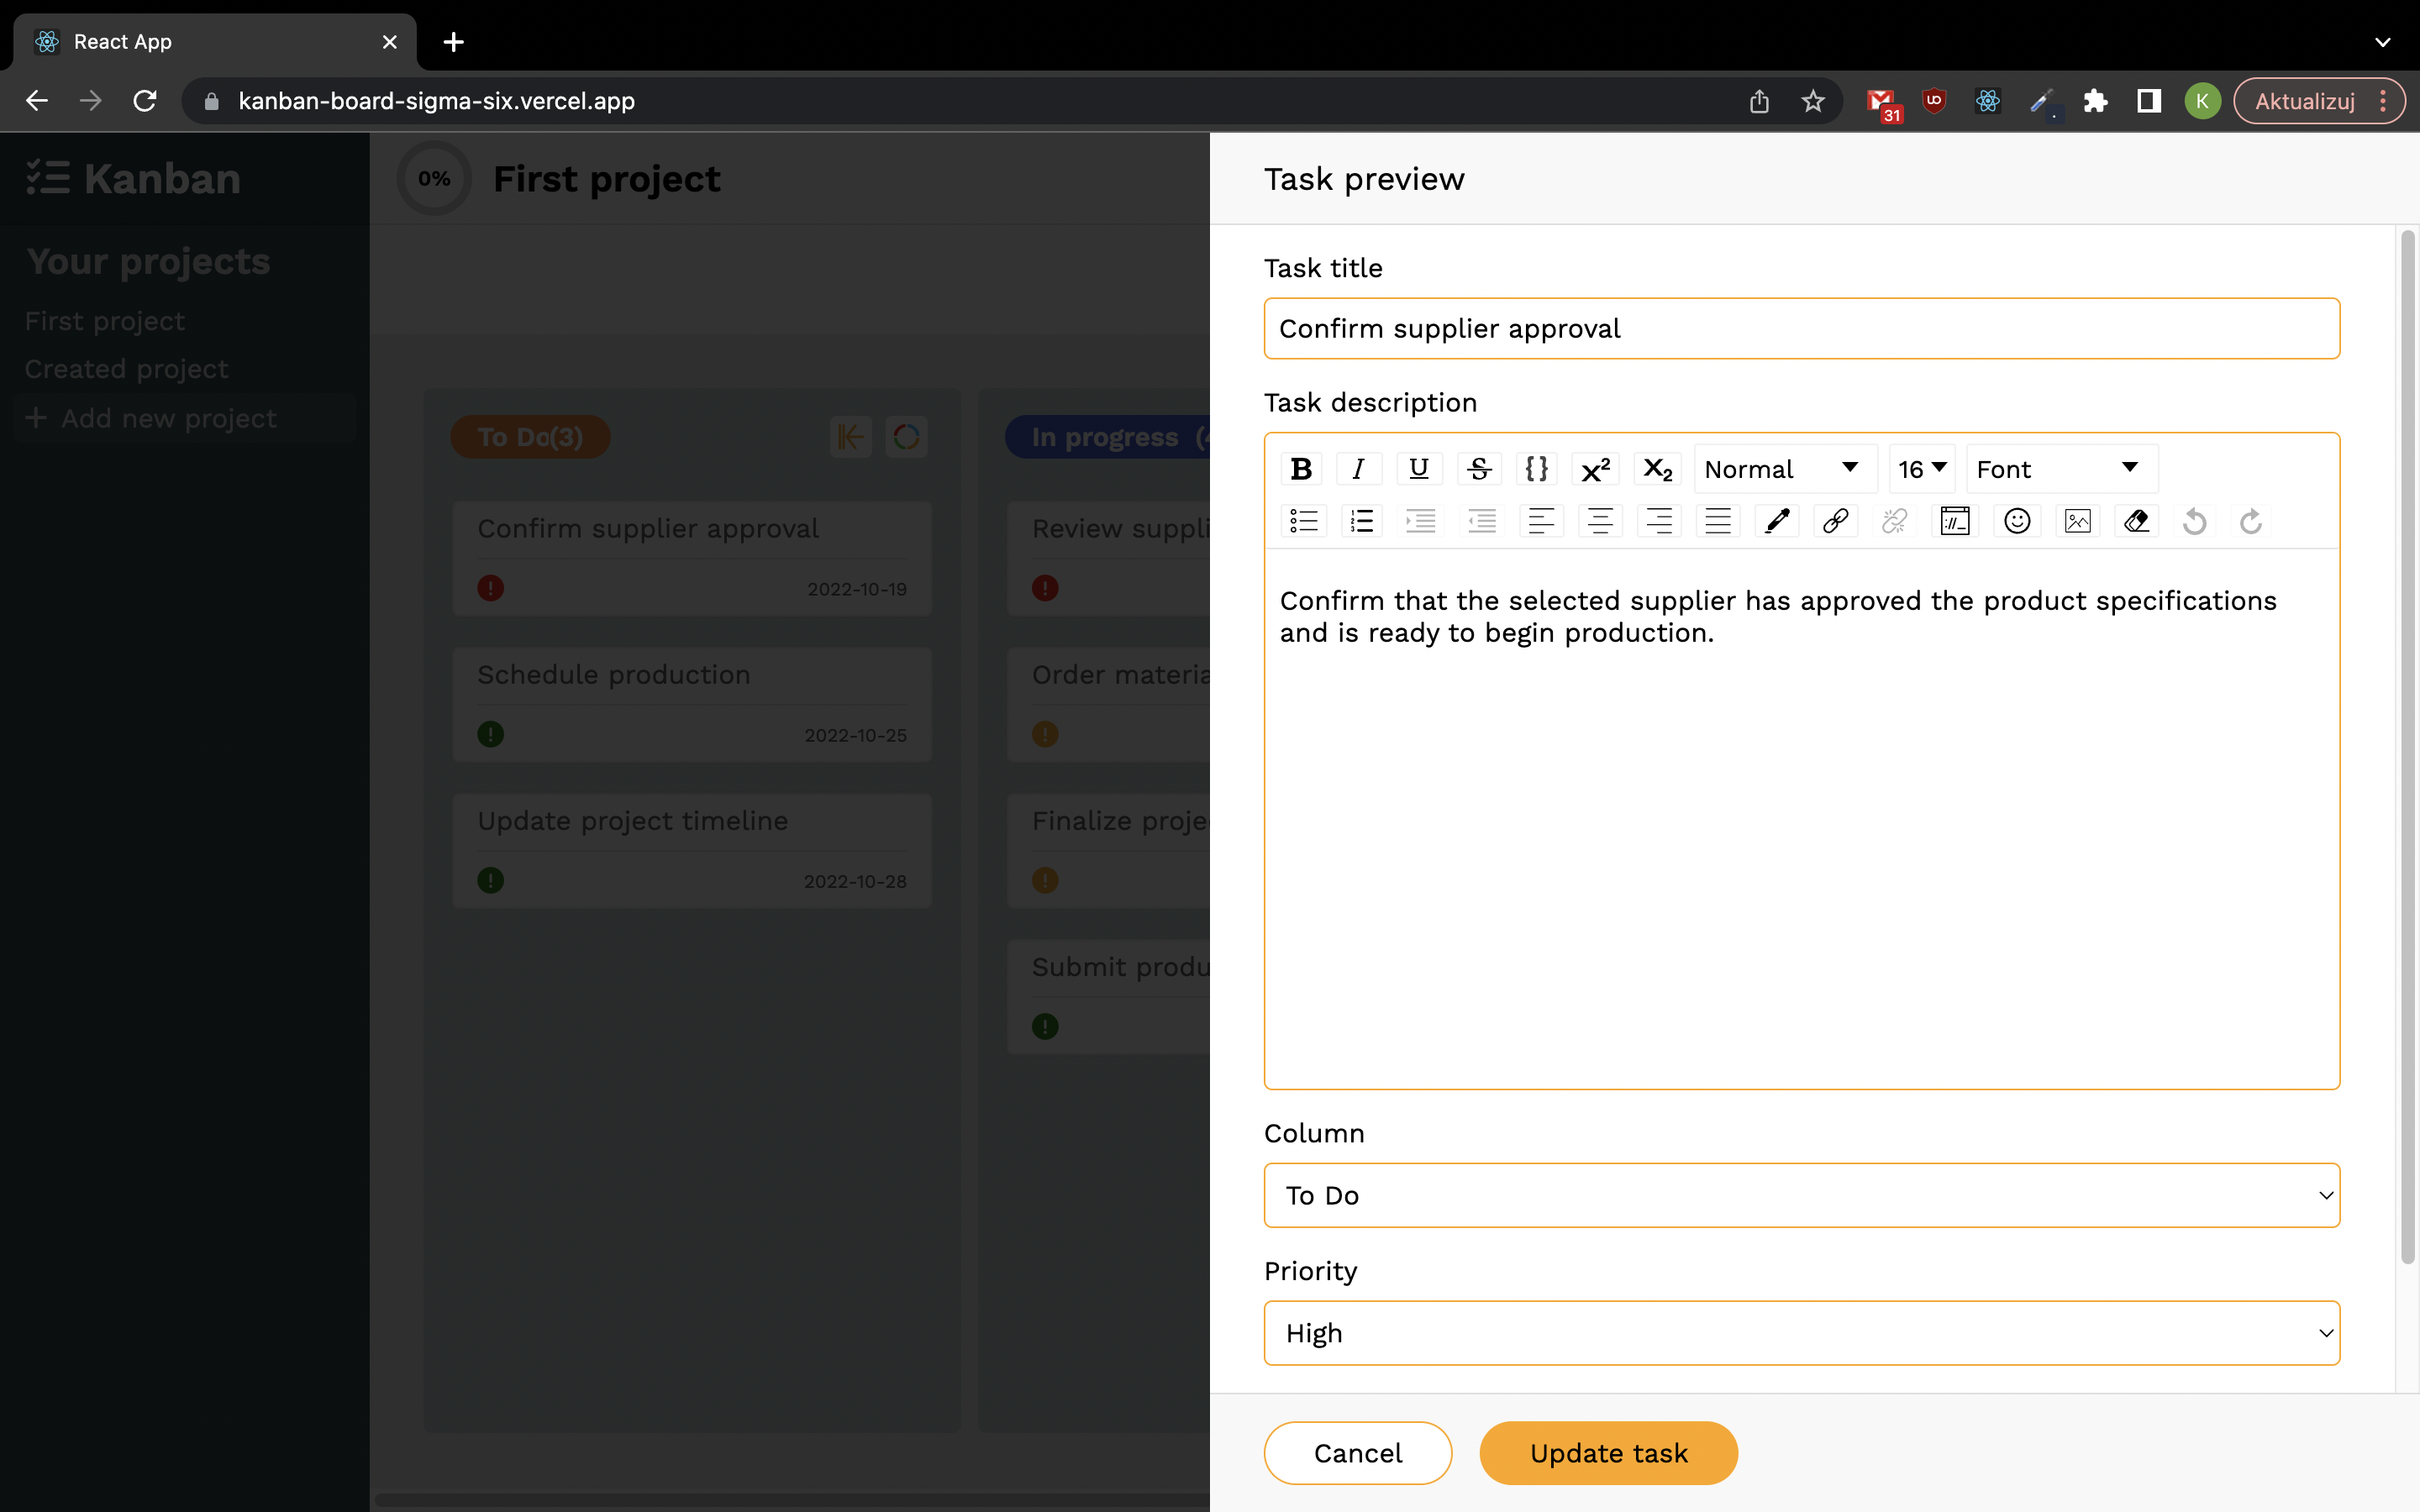 React App
kanban-board-sigma-six.vercel.app
31
K
Aktualizuj
Kanban
Your projects
First project
Created project
+ Add new project
0%
First project
To Do(3)
Confirm supplier approval
2022-10-19
Schedule production
2022-10-25
Update project timeline
2022-10-28
In progress
Review suppli
Order materia
Finalize proje
Submit produ
Task preview
Task title
Confirm supplier approval
Task description
B I U S {} X² X₂ Normal 16 Font
Confirm that the selected supplier has approved the product specifications
and is ready to begin production.
Column
To Do
Priority
High
Cancel
Update task